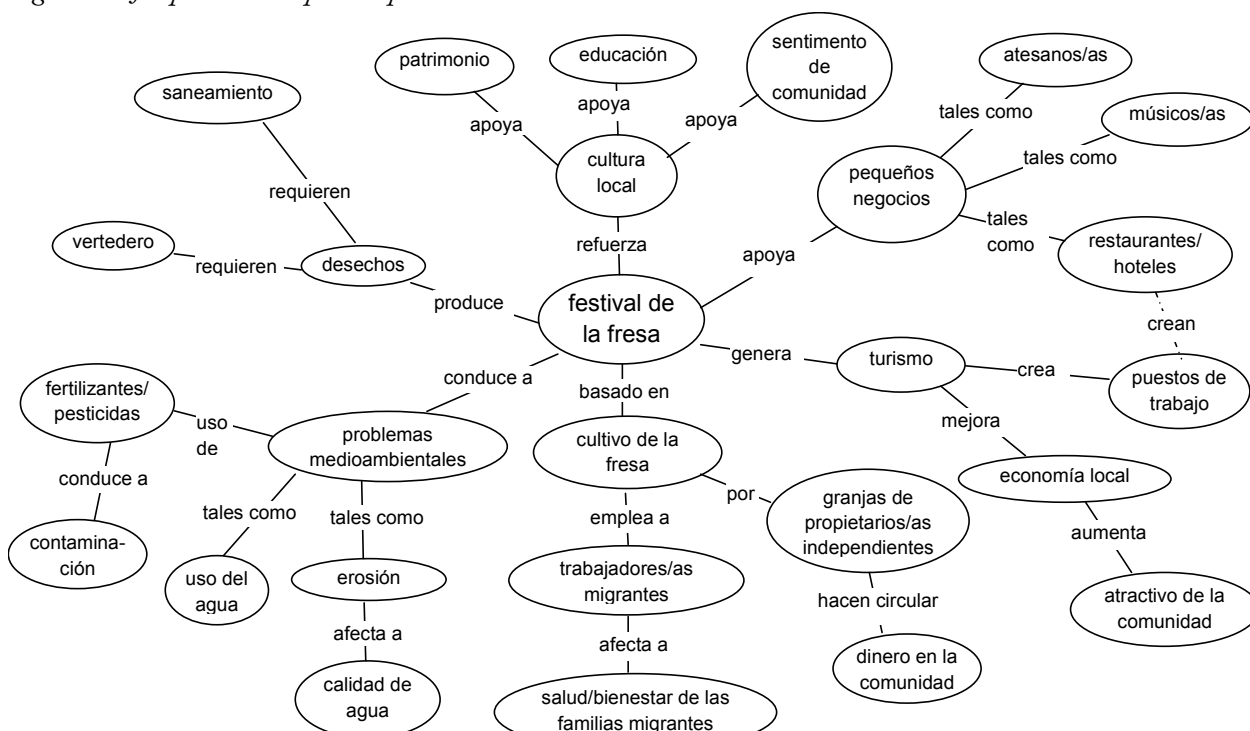 saneamiento
patrimonio
educación
sentimento
de
comunidad
atesanos/as
músicos/as
apoya
apoya
apoya
tales como
tales como
cultura
local
pequeños
negocios
requieren
vertedero
requieren
desechos
refuerza
apoya
tales
como
restaurantes/
hoteles
produce
festival de
la fresa
crean
genera
turismo
crea
puestos de
trabajo
conduce a
basado en
mejora
fertilizantes/
pesticidas
uso
de
problemas
medioambientales
cultivo de la
fresa
economía local
conduce a
tales como
tales como
emplea a
por
granjas de
propietarios/as
independientes
aumenta
contamina-
ción
uso del
agua
erosión
trabajadores/as
migrantes
hacen circular
atractivo de la
comunidad
afecta a
afecta a
dinero en la
comunidad
calidad de
agua
salud/bienestar de las
familias migrantes